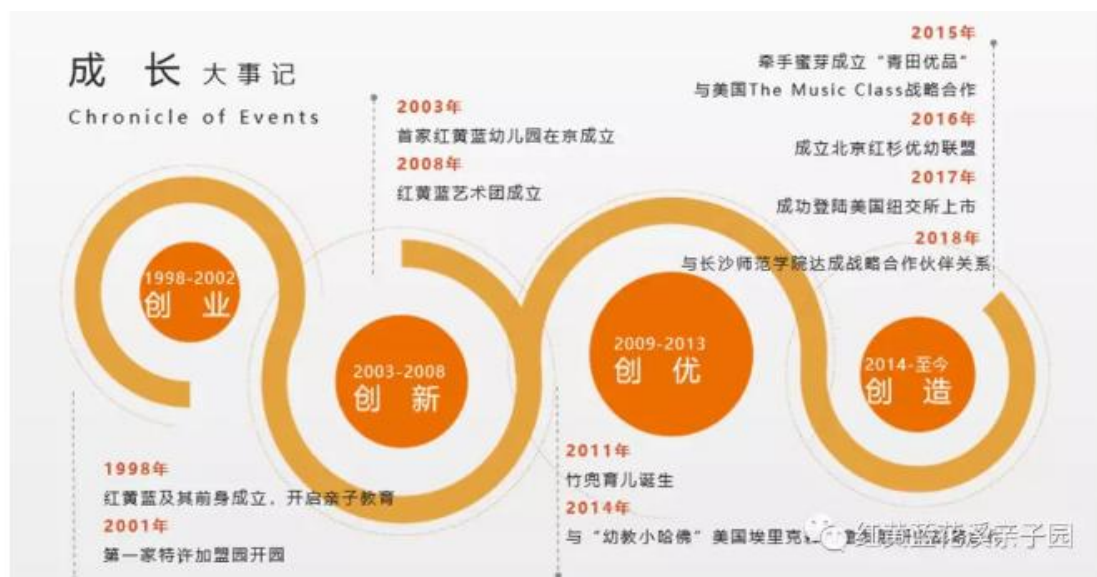 成 长 大事记
Chronicle of Events
1998-2002
创 业
1998年
红黄蓝及其前身成立、开启亲子教育
2001年
第一家特许加盟园开园
2003年
首家红黄蓝幼儿园在京成立
2008年
红黄蓝艺术团成立
2003-2008
创 新
2009-2013
创 优
2011年
竹兜育儿诞生
2014年
与“幼教小哈佛”美国埃里克
2015年
牵手蜜芽成立“青田优品”
与美国The Music Class战略合作
2016年
成立北京红杉优幼联盟
2017年
成功登陆美国纽交所上市
2018年
与长沙师范学院达成战略合作伙伴关系
2014-至今
创 造
红黄蓝花溪亲子园